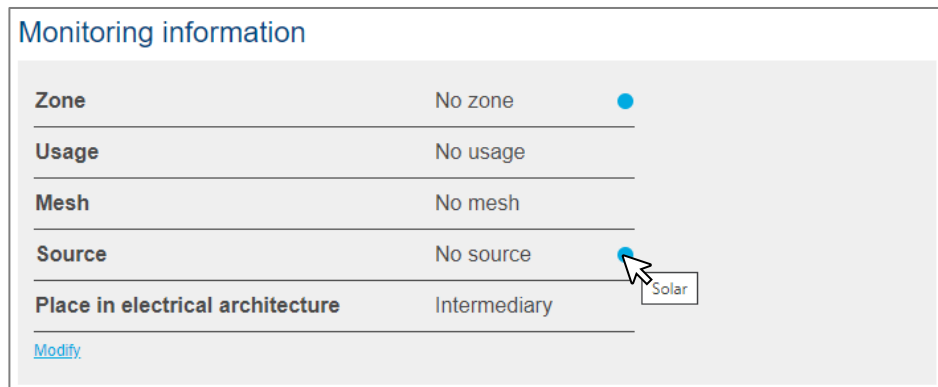 Monitoring information
Zone No zone
Usage No usage
Mesh No mesh
Source No source
Solar
Place in electrical architecture Intermediary
Modify